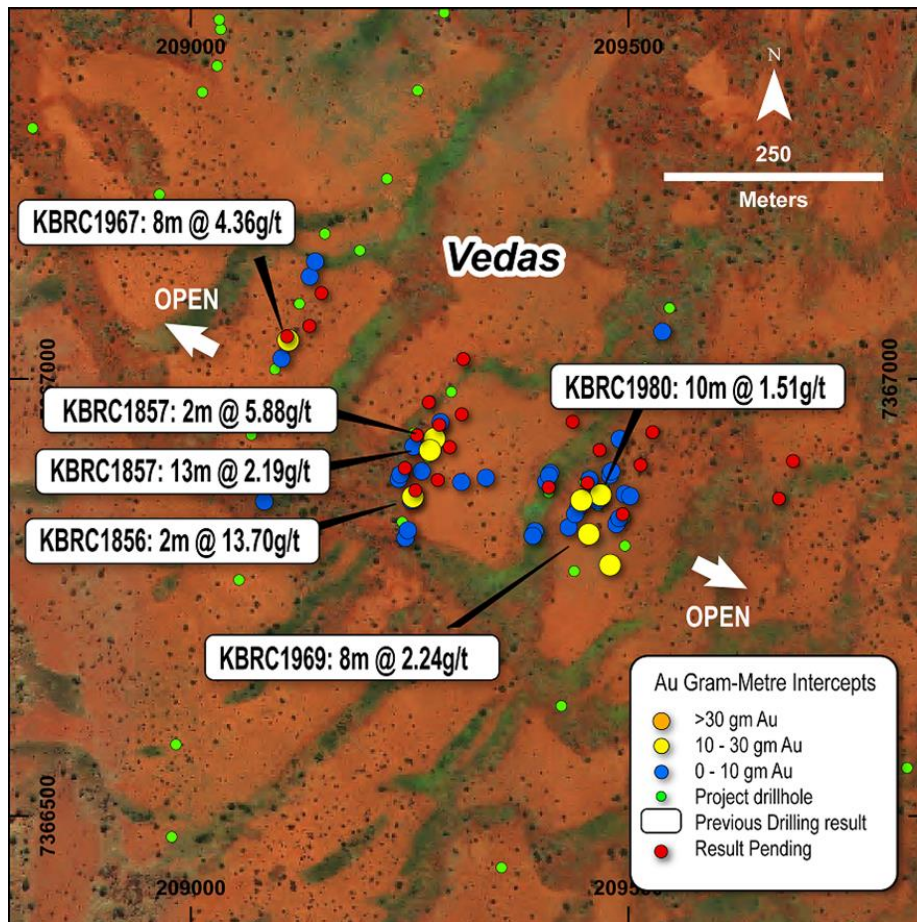 209000
209500
N
250
Meters
KBRC1967: 8m @ 4.36g/t
Vedas
OPEN
7367000
7367000
KBRC1980: 10m @ 1.51g/t
KBRC1857: 2m @ 5.88g/t
KBRC1857: 13m @ 2.19g/t
KBRC1856: 2m @ 13.70g/t
OPEN
KBRC1969: 8m @ 2.24g/t
Au Gram-Metre Intercepts
>30 gm Au
10 - 30 gm Au
0 - 10 gm Au
Project drillhole
Previous Drilling result
Result Pending
7366500
209000